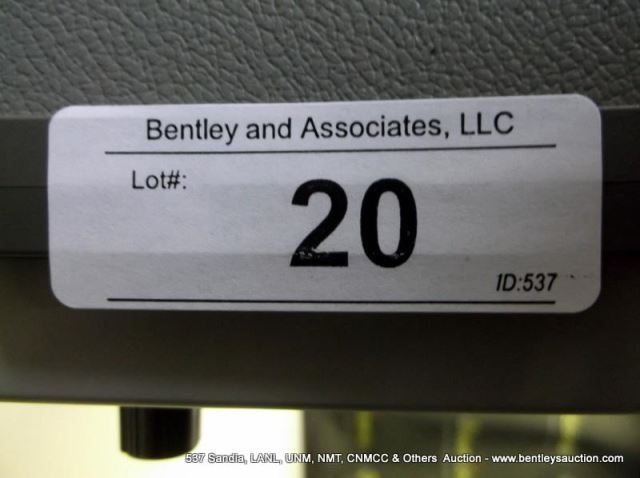 Bentley and Associates, LLC
Lot#:
20
ID:537
537 Sandia, LANL, UNM, NMT, CNMCC & Others  Auction - www.bentleysauction.com